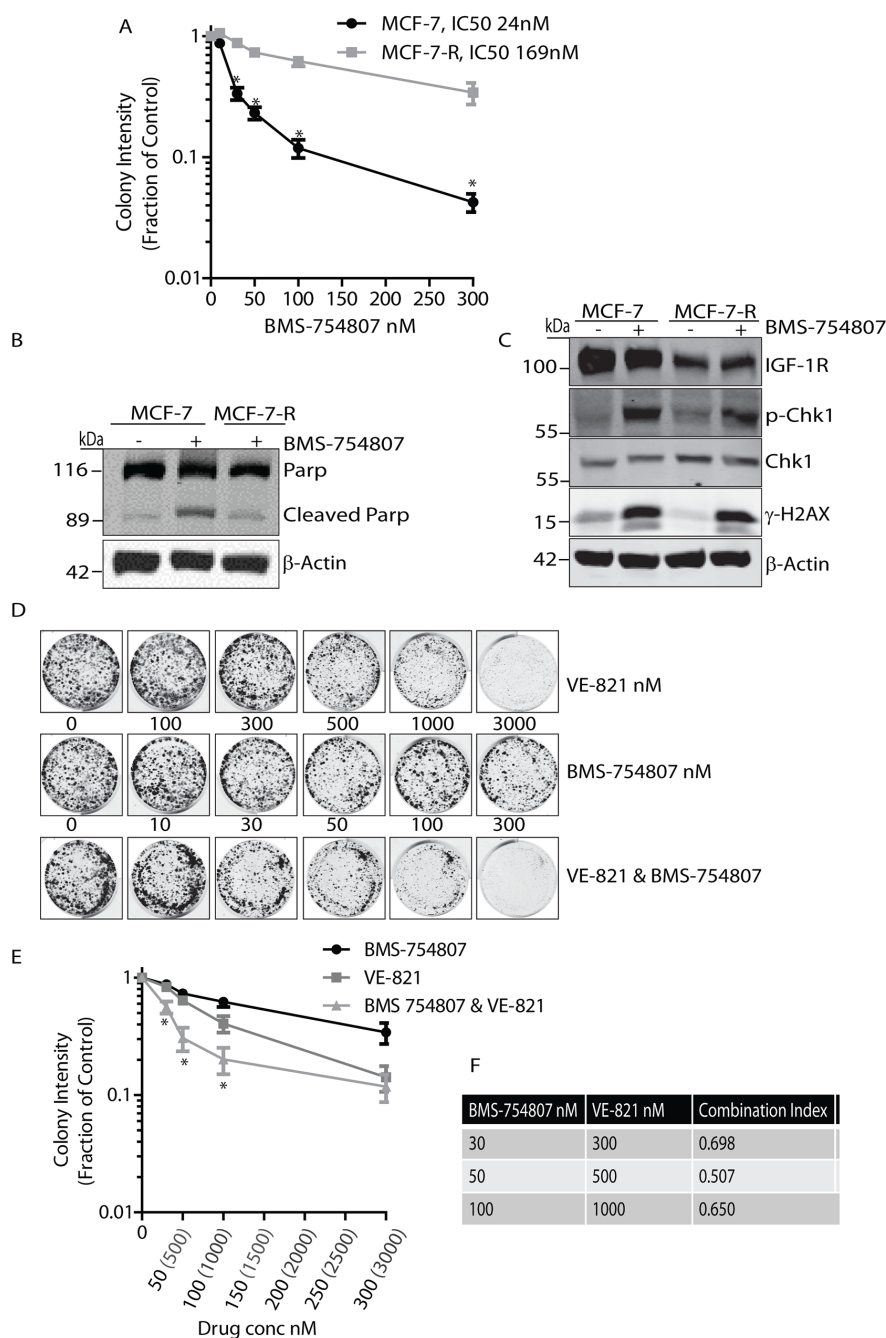 A
MCF-7, IC50 24nM
MCF-7-R, IC50 169nM
Colony Intensity
(Fraction of Control)
1
0.1
0.01
0 50 100 150 200 250 300
* * * *
BMS-754807 nM
B
MCF-7 MCF-7-R
kDa - + + BMS-754807
116 Parp
89 Cleaved Parp
42 β-Actin
C
MCF-7 MCF-7-R
kDa - + - + BMS-754807
100 IGF-1R
p-Chk1
55
Chk1
55
15 γ-H2AX
42 β-Actin
D
VE-821 nM
0 100 300 500 1000 3000
BMS-754807 nM
0 10 30 50 100 300
VE-821 & BMS-754807
E
BMS-754807
VE-821
BMS 754807 & VE-821
Colony Intensity
(Fraction of Control)
1
0.1
0.01
* * *
0 50 (500) 100 (1000) 150 (1500) 200 (2000) 250 (2500) 300 (3000)
Drug conc nM
F
BMS-754807 nM VE-821 nM Combination Index
30 300 0.698
50 500 0.507
100 1000 0.650